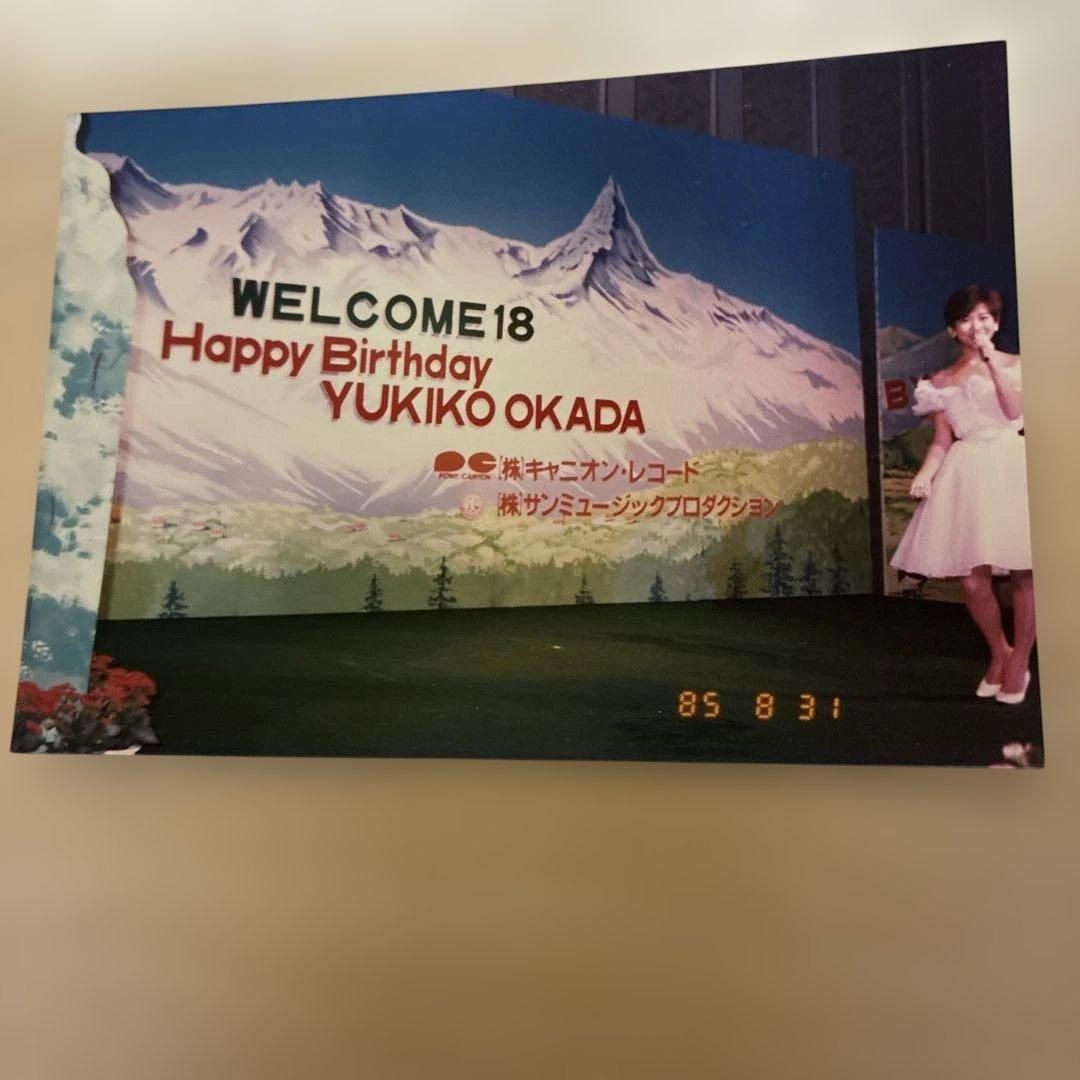 WELCOME 18
Happy Birthday
YUKIKO OKADA
PONY/CANYON [株]キャニオン・レコード
[株]サンミュージックプロダクション
85 8 31